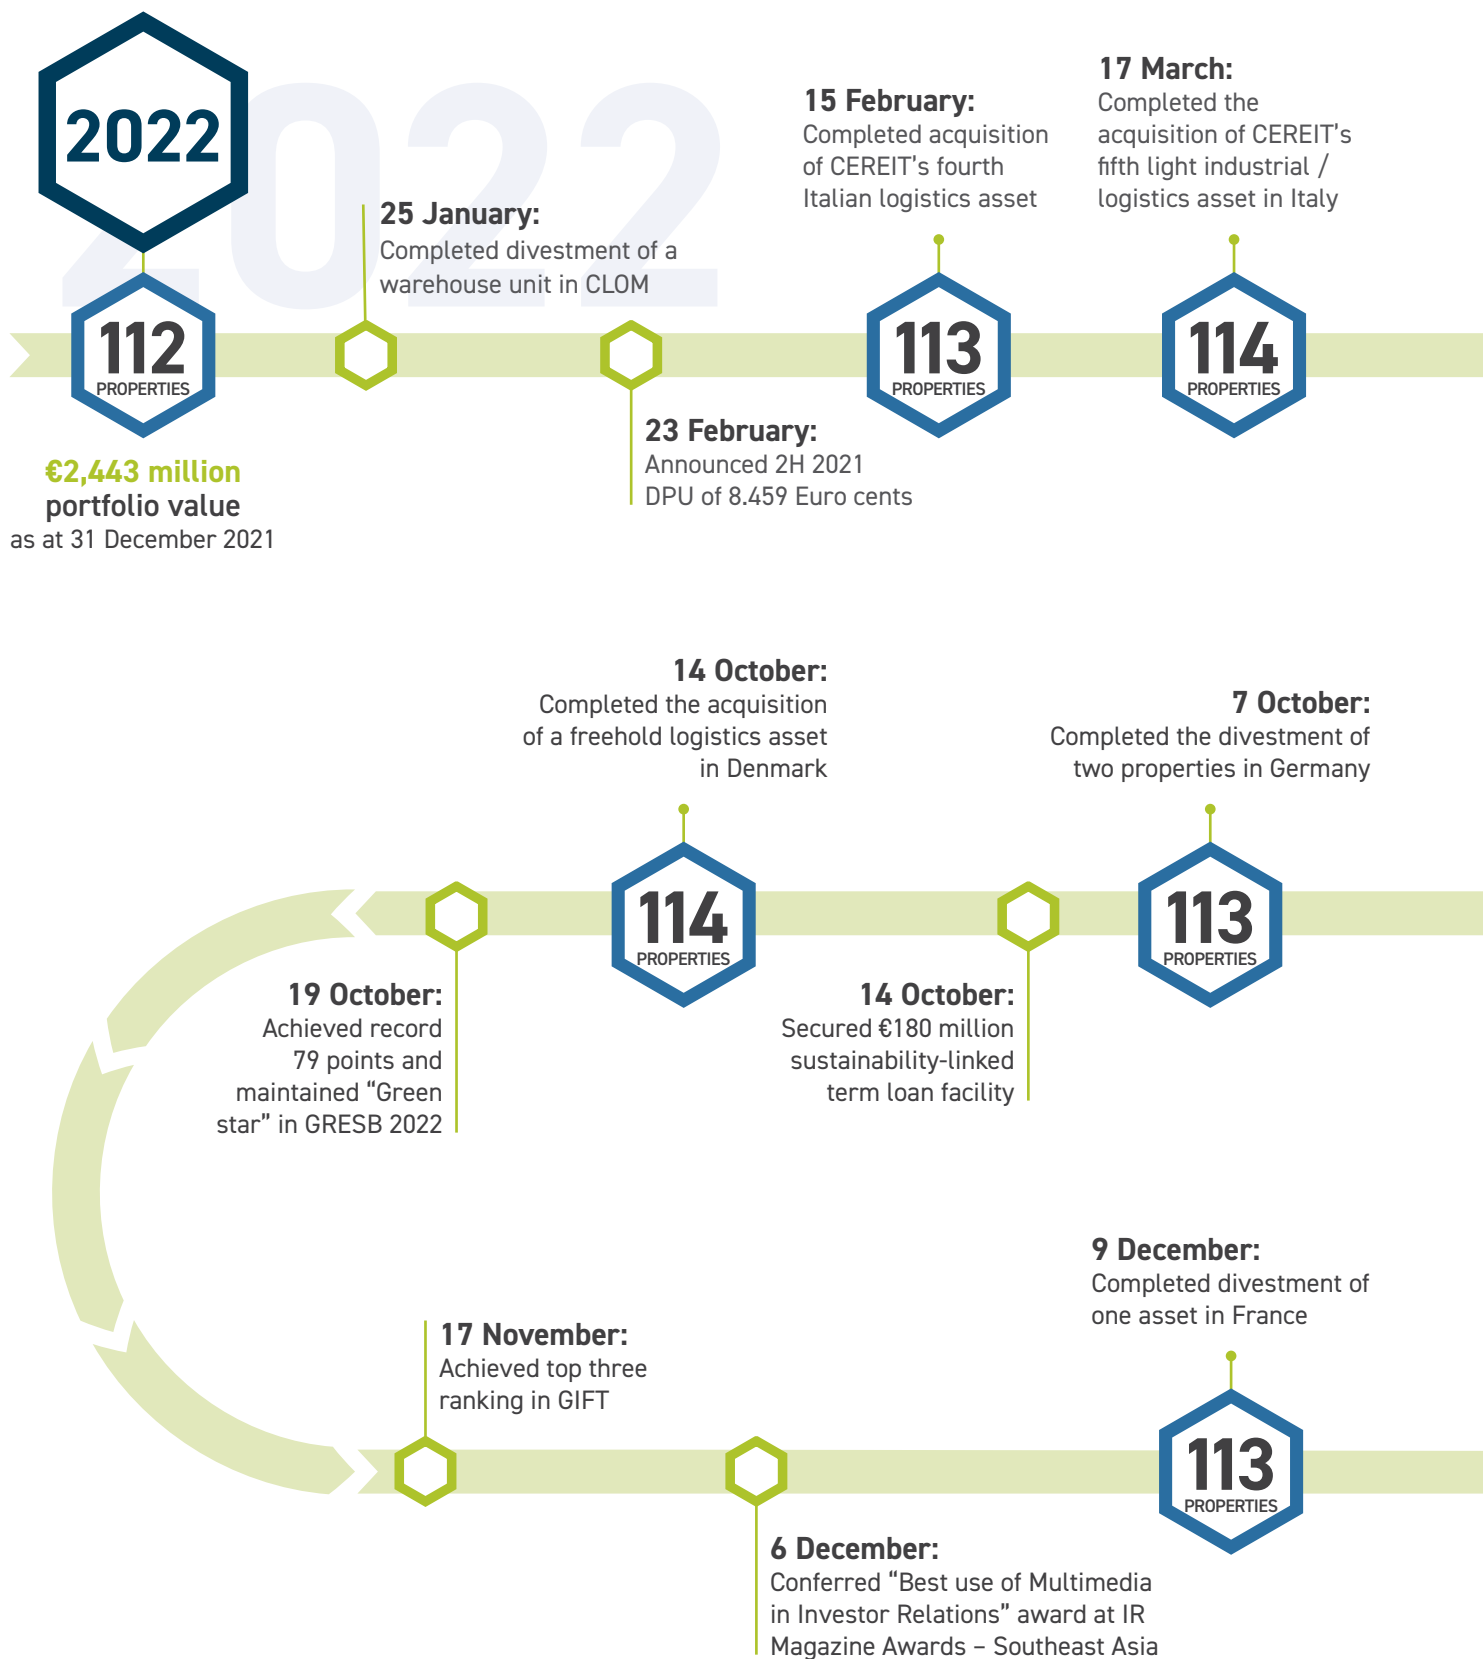 2022
2022
112
PROPERTIES
€2,443 million
portfolio value
as at 31 December 2021
25 January:
Completed divestment of a
warehouse unit in CLOM
23 February:
Announced 2H 2021
DPU of 8.459 Euro cents
15 February:
Completed acquisition
of CEREIT’s fourth
Italian logistics asset
113
PROPERTIES
17 March:
Completed the
acquisition of CEREIT’s
fifth light industrial /
logistics asset in Italy
114
PROPERTIES
7 October:
Completed the divestment of
two properties in Germany
113
PROPERTIES
14 October:
Secured €180 million
sustainability-linked
term loan facility
14 October:
Completed the acquisition
of a freehold logistics asset
in Denmark
114
PROPERTIES
19 October:
Achieved record
79 points and
maintained “Green
star” in GRESB 2022
17 November:
Achieved top three
ranking in GIFT
6 December:
Conferred “Best use of Multimedia
in Investor Relations” award at IR
Magazine Awards – Southeast Asia
9 December:
Completed divestment of
one asset in France
113
PROPERTIES